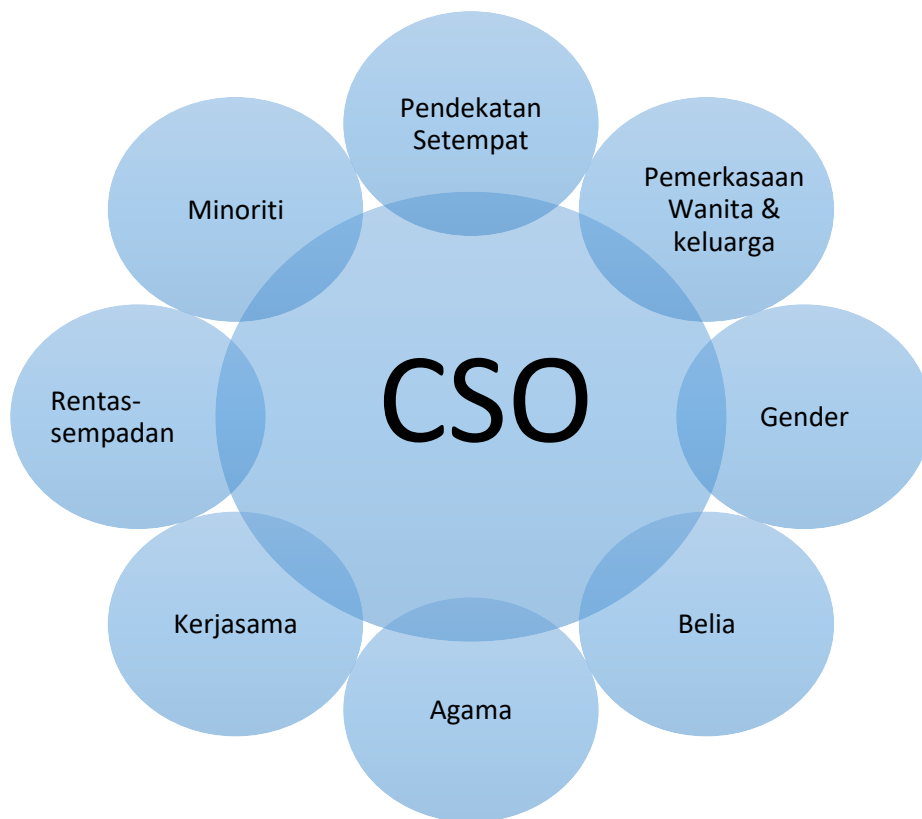 Pendekatan
Setempat
Pemerkasaan
Wanita &
keluarga
Gender
Belia
Agama
Kerjasama
Rentas-
sempadan
Minoriti
CSO